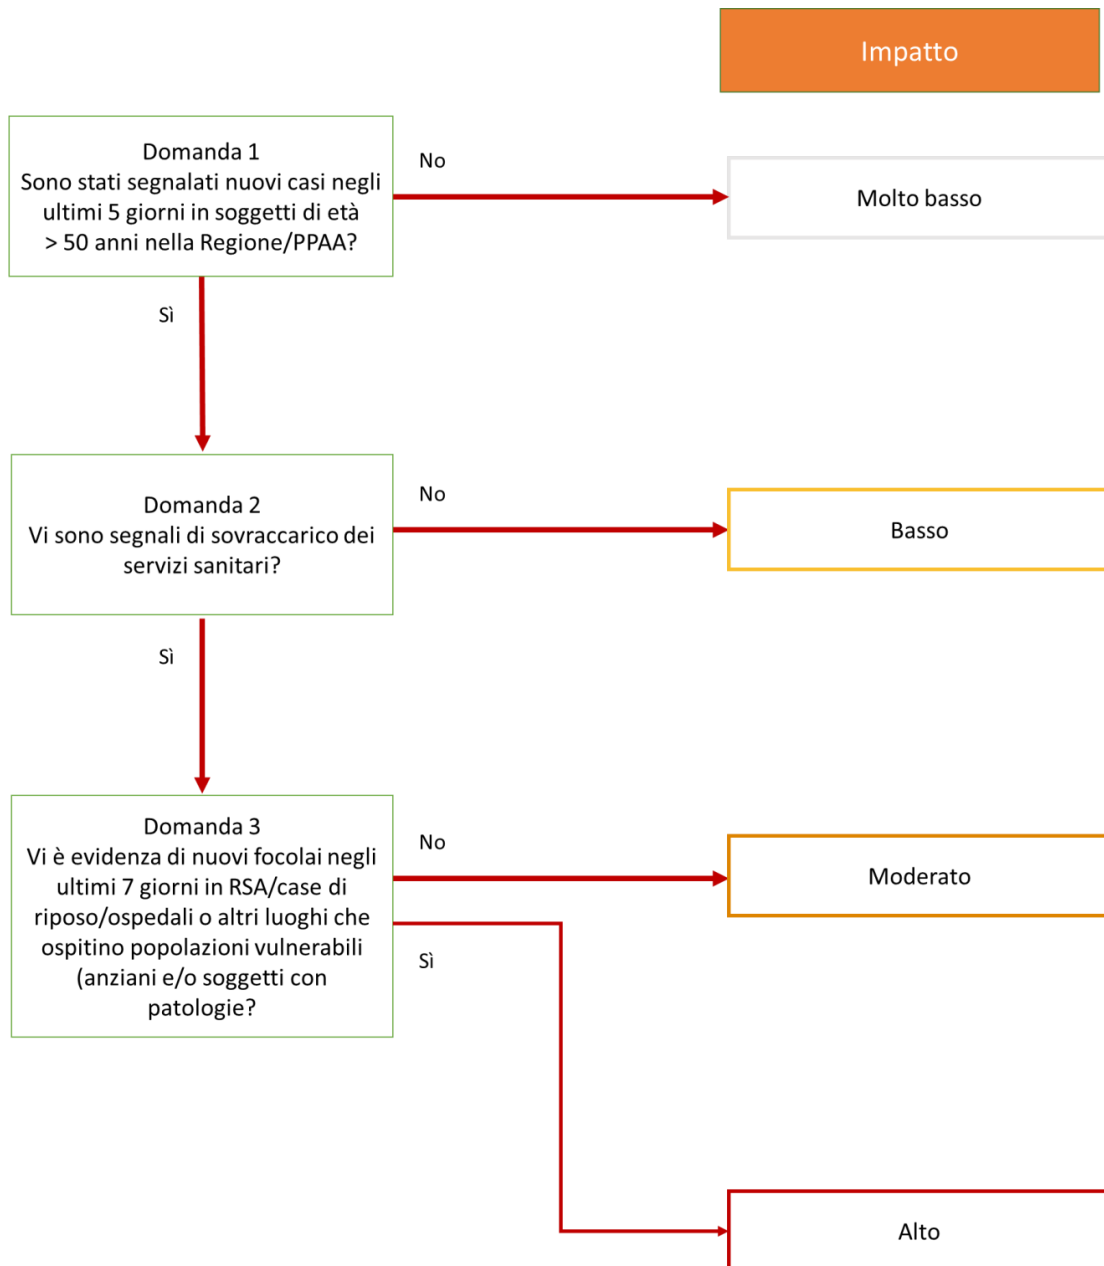 Impatto
Domanda 1
Sono stati segnalati nuovi casi negli
ultimi 5 giorni in soggetti di età
> 50 anni nella Regione/PPAA?
No
Molto basso
Sì
Domanda 2
Vi sono segnali di sovraccarico dei
servizi sanitari?
No
Basso
Sì
Domanda 3
Vi è evidenza di nuovi focolai negli
ultimi 7 giorni in RSA/case di
riposo/ospedali o altri luoghi che
ospitino popolazioni vulnerabili
(anziani e/o soggetti con
patologie?
No
Moderato
Sì
Alto